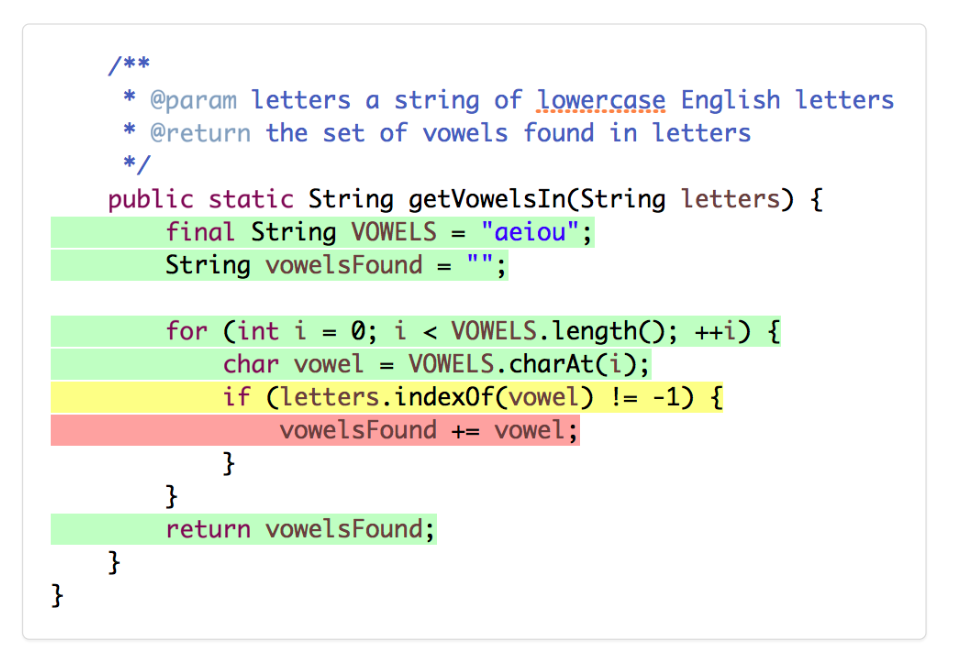 /**
 * @param letters a string of lowercase English letters
 * @return the set of vowels found in letters
 */
public static String getVowelsIn(String letters) {
    final String VOWELS = "aeiou";
    String vowelsFound = "";
    for (int i = 0; i < VOWELS.length(); ++i) {
        char vowel = VOWELS.charAt(i);
        if (letters.indexOf(vowel) != -1) {
            vowelsFound += vowel;
        }
    }
    return vowelsFound;
}
}